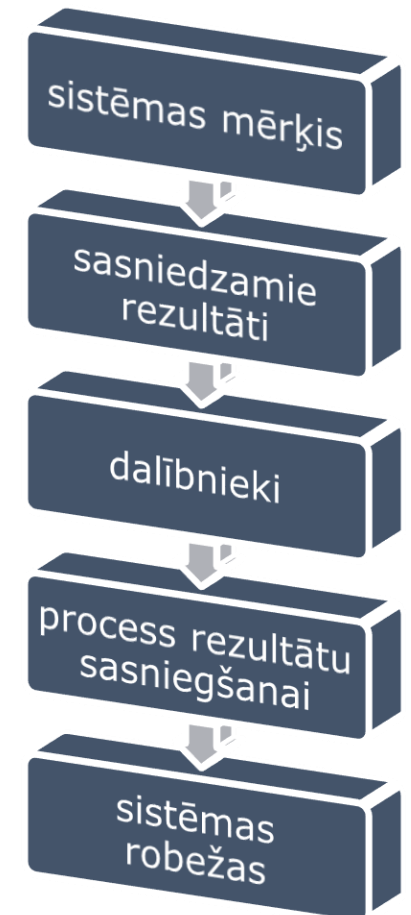 sistēmas mērķis
sasniedzamie
rezultāti
dalībnieki
process rezultātu
sasniegšanai
sistēmas
robežas